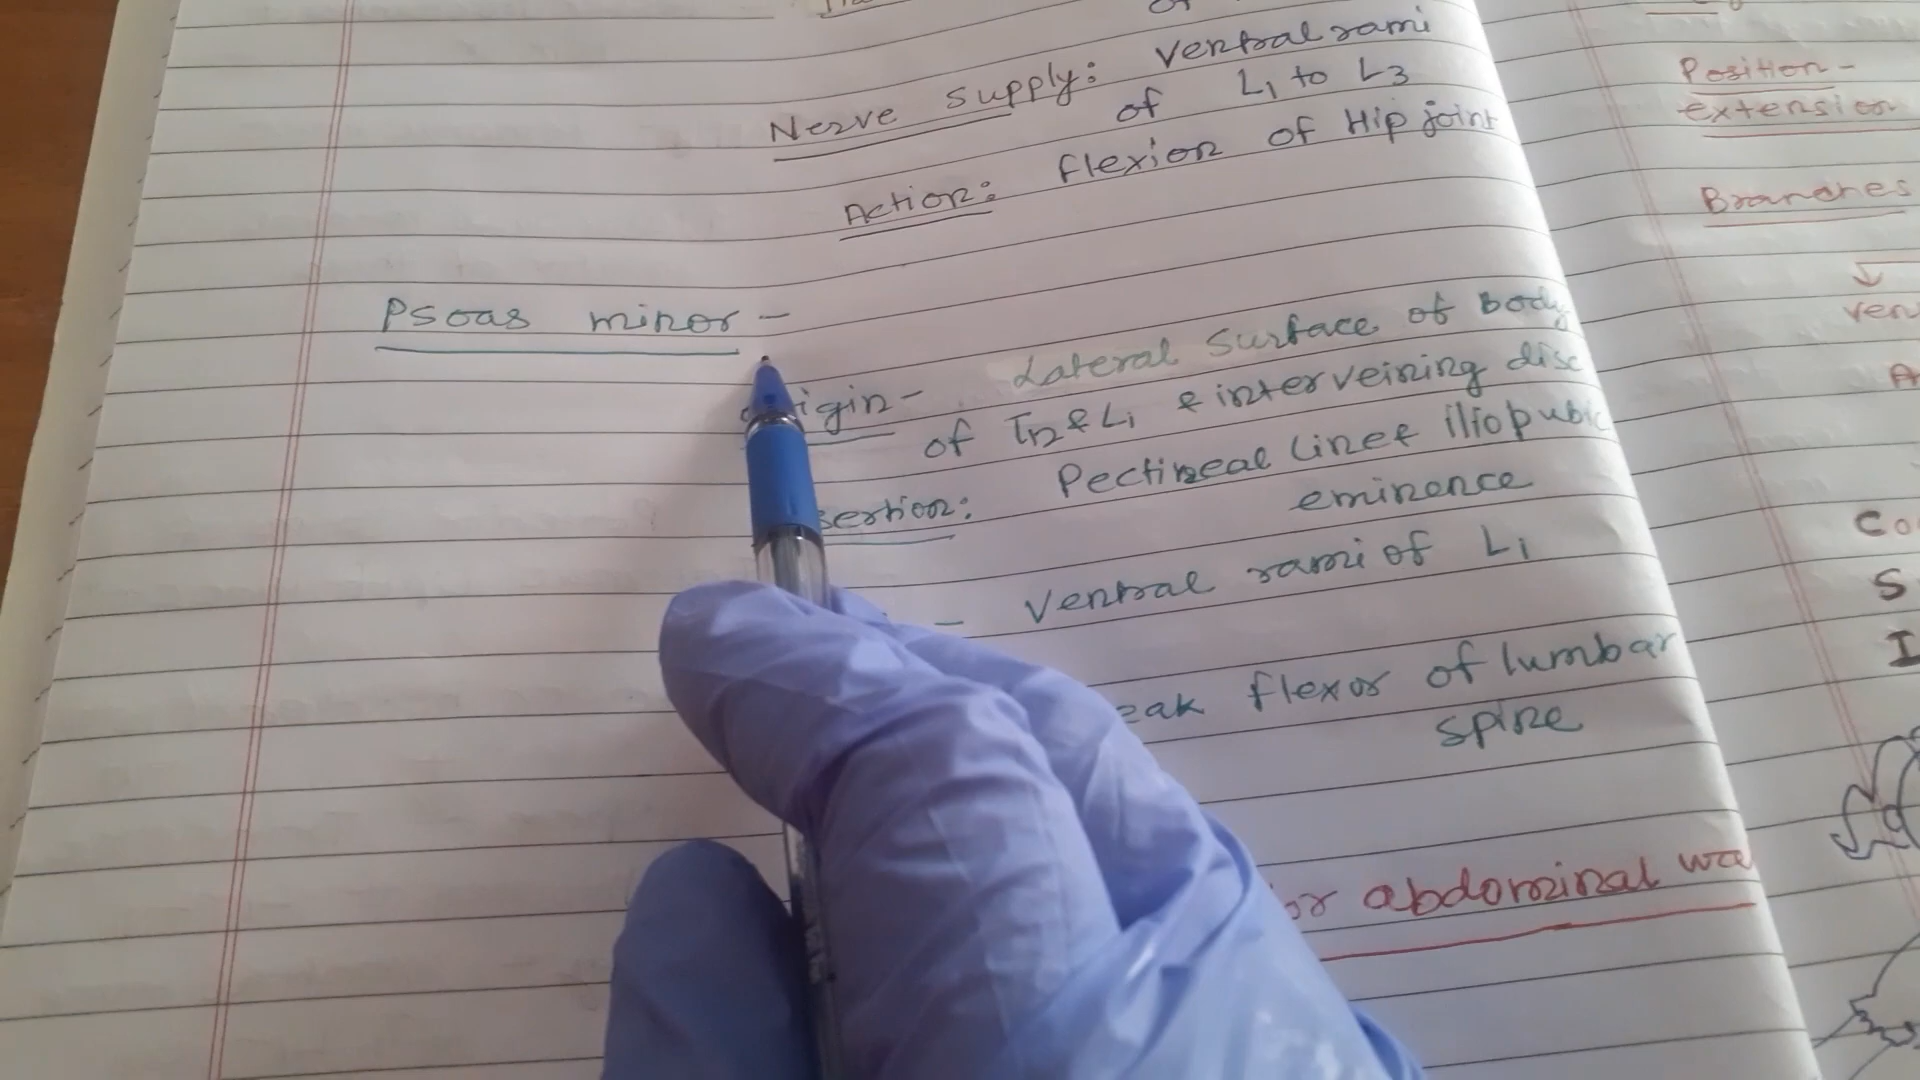 Nerve supply: Ventral rami
of L1 to L3
Action: flexion of Hip joint
Psoas minor -
igin - Lateral surface of body
of T12 & L1 & interveining disc
sertion: Pectineal line & iliopubic
eminence
- Ventral rami of L1
eak flexor of lumbar
spine
or abdominal wa
Position -
extension
Branches
ven
A
Co
S
I